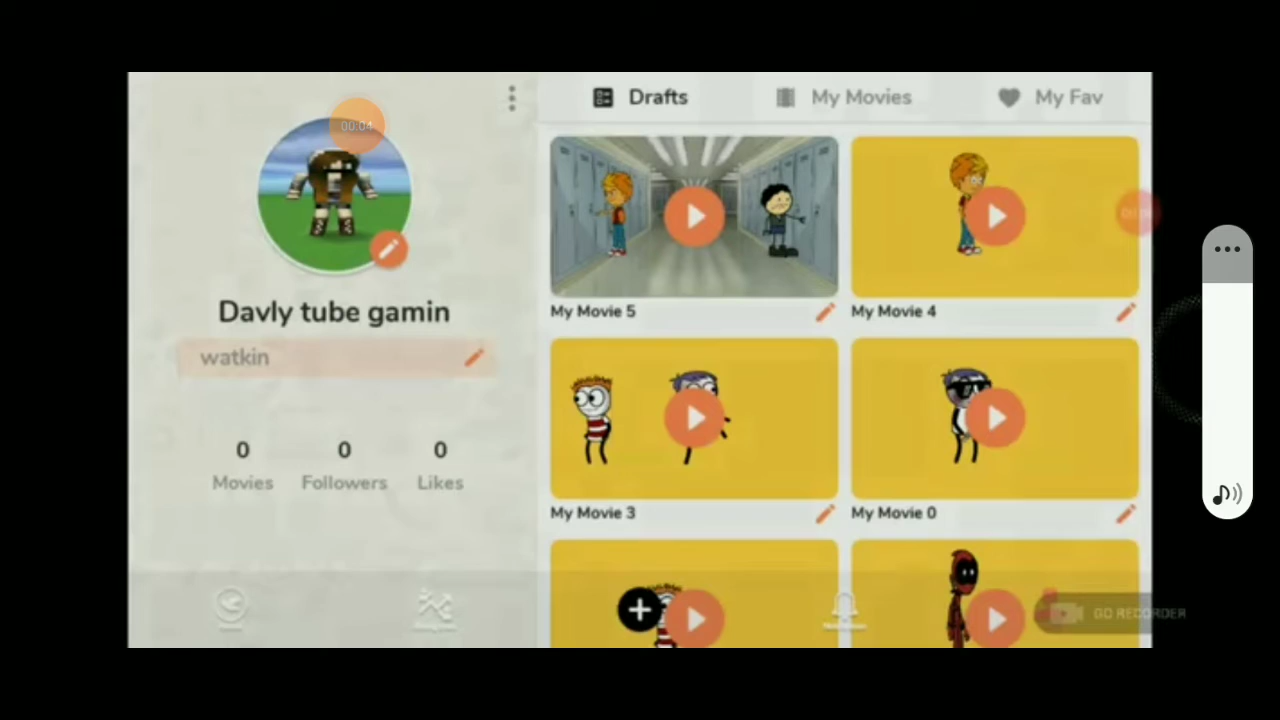 00:04
Davly tube gamin
watkin
0 0 0
Movies Followers Likes
Drafts My Movies My Fav
My Movie 5
My Movie 4
My Movie 3
My Movie 0
GO RECORDER